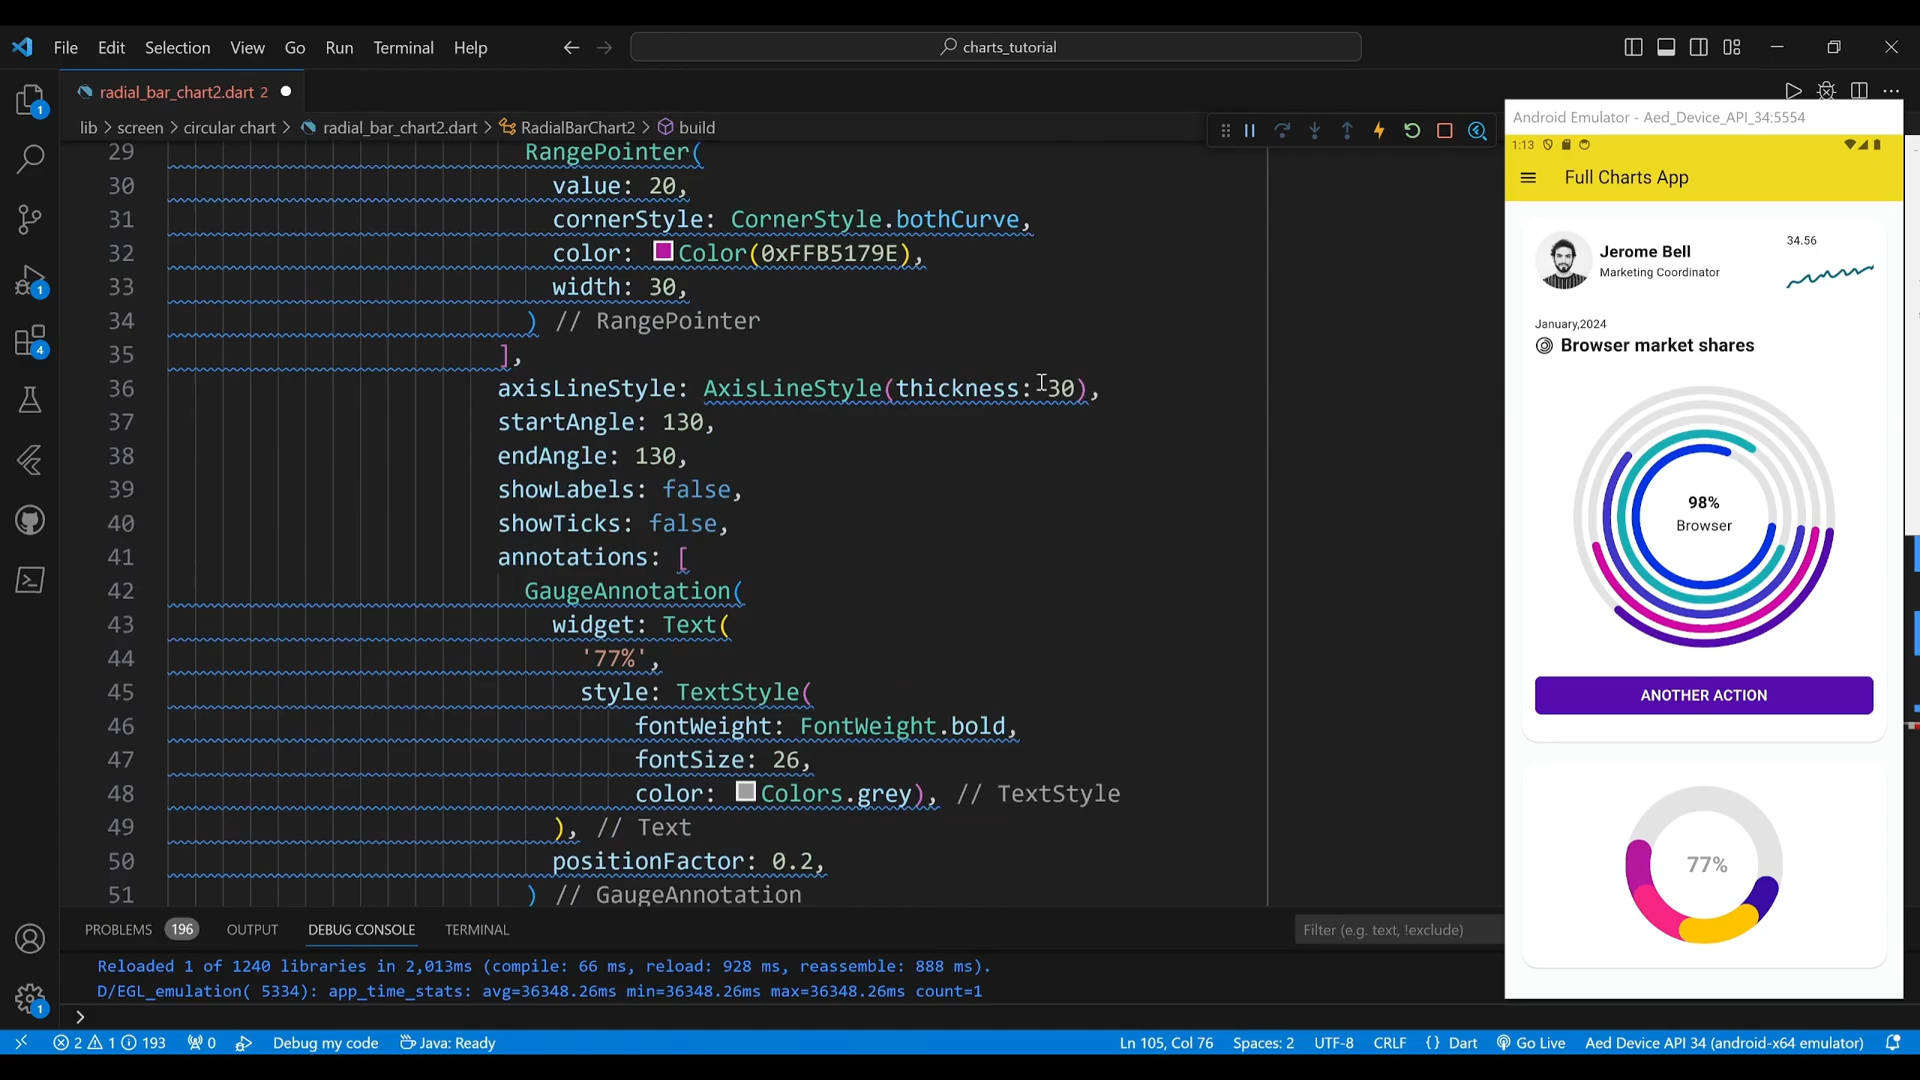 File Edit Selection View Go Run Terminal Help
charts_tutorial
radial_bar_chart2.dart 2
lib > screen > circular chart > radial_bar_chart2.dart > RadialBarChart2 > build
29 RangePointer(
30 value: 20,
31 cornerStyle: CornerStyle.bothCurve,
32 color: Color(0xFFB5179E),
33 width: 30,
34 ) // RangePointer
35 ],
36 axisLineStyle: AxisLineStyle(thickness: 30),
37 startAngle: 130,
38 endAngle: 130,
39 showLabels: false,
40 showTicks: false,
41 annotations: [
42 GaugeAnnotation(
43 widget: Text(
44 '77%',
45 style: TextStyle(
46 fontWeight: FontWeight.bold,
47 fontSize: 26,
48 color: Colors.grey), // TextStyle
49 ), // Text
50 positionFactor: 0.2,
51 ) // GaugeAnnotation
1
1
4
1
PROBLEMS 196 OUTPUT DEBUG CONSOLE TERMINAL
Filter (e.g. text, !exclude)
Reloaded 1 of 1240 libraries in 2,013ms (compile: 66 ms, reload: 928 ms, reassemble: 888 ms).
D/EGL_emulation( 5334): app_time_stats: avg=36348.26ms min=36348.26ms max=36348.26ms count=1
>
2 1 193 0 Debug my code Java: Ready
Ln 105, Col 76 Spaces: 2 UTF-8 CRLF {} Dart Go Live Aed Device API 34 (android-x64 emulator)
Android Emulator - Aed_Device_API_34:5554
1:13
Full Charts App
Jerome Bell
Marketing Coordinator
34.56
January,2024
Browser market shares
98%
Browser
ANOTHER ACTION
77%